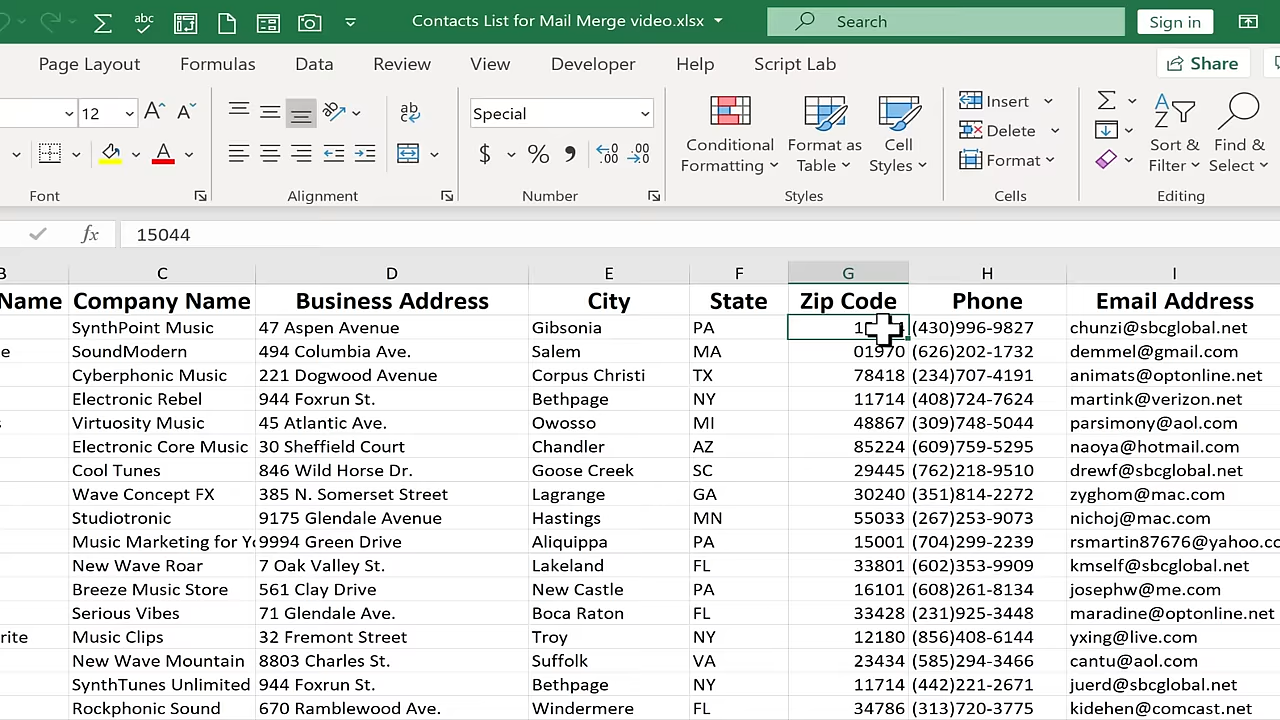 Contacts List for Mail Merge video.xlsx
Search
Sign in
Page Layout Formulas Data Review View Developer Help Script Lab Share
12
Special
Conditional Formatting
Format as Table
Cell Styles
Insert
Delete
Format
Sort & Filter
Find & Select
Font Alignment Number Styles Cells Editing
fx 15044
B C D E F G H I
Name Company Name Business Address City State Zip Code Phone Email Address
SynthPoint Music 47 Aspen Avenue Gibsonia PA (430)996-9827 chunzi@sbcglobal.net
SoundModern 494 Columbia Ave. Salem MA 01970 (626)202-1732 demmel@gmail.com
Cyberphonic Music 221 Dogwood Avenue Corpus Christi TX 78418 (234)707-4191 animats@optonline.net
Electronic Rebel 944 Foxrun St. Bethpage NY 11714 (408)724-7624 martink@verizon.net
Virtuosity Music 45 Atlantic Ave. Owosso MI 48867 (309)748-5044 parsimony@aol.com
Electronic Core Music 30 Sheffield Court Chandler AZ 85224 (609)759-5295 naoya@hotmail.com
Cool Tunes 846 Wild Horse Dr. Goose Creek SC 29445 (762)218-9510 drewf@sbcglobal.net
Wave Concept FX 385 N. Somerset Street Lagrange GA 30240 (351)814-2272 zyghom@mac.com
Studiotronic 9175 Glendale Avenue Hastings MN 55033 (267)253-9073 nichoj@mac.com
Music Marketing for Yo 9994 Green Drive Aliquippa PA 15001 (704)299-2239 rsmartin87676@yahoo.co
New Wave Roar 7 Oak Valley St. Lakeland FL 33801 (602)353-9909 kmself@sbcglobal.net
Breeze Music Store 561 Clay Drive New Castle PA 16101 (608)261-8134 josephw@me.com
Serious Vibes 71 Glendale Ave. Boca Raton FL 33428 (231)925-3448 maradine@optonline.net
rite Music Clips 32 Fremont Street Troy NY 12180 (856)408-6144 yxing@live.com
New Wave Mountain 8803 Charles St. Suffolk VA 23434 (585)294-3466 cantu@aol.com
SynthTunes Unlimited 944 Foxrun St. Bethpage NY 11714 (442)221-2671 juerd@sbcglobal.net
Rockphonic Sound 670 Ramblewood Ave. Windermere FL 34786 (313)720-3775 kidehen@comcast.net